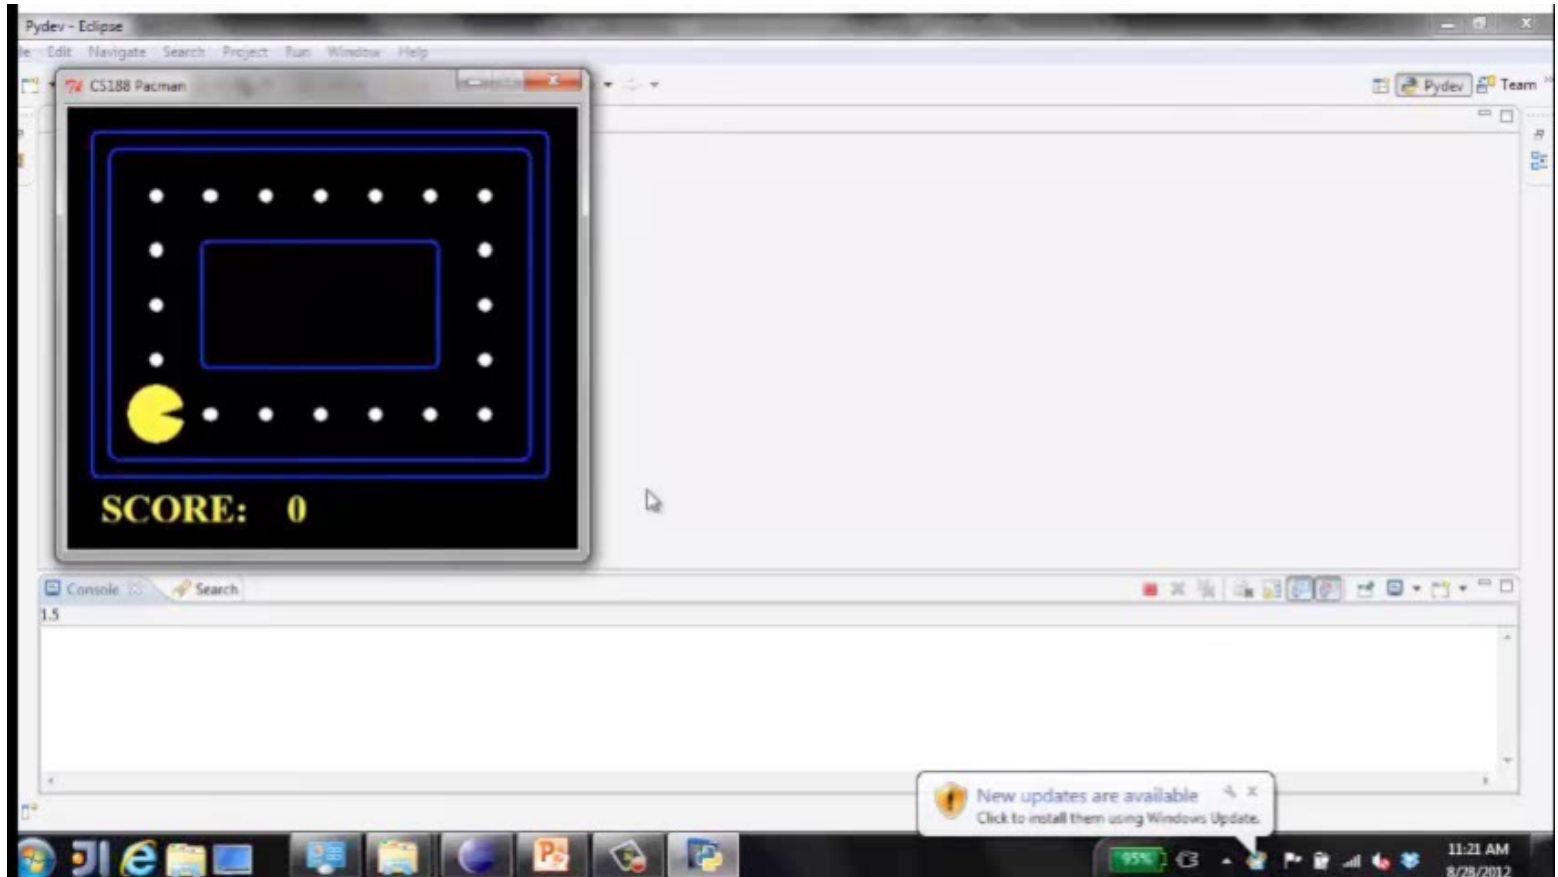 Pydev - Eclipse
le Edit Navigate Search Project Run Window Help
CS188 Pacman
Pydev
Team
SCORE: 0
Console
Search
1.5
New updates are available
Click to install them using Windows Update.
95%
11:21 AM
8/28/2012